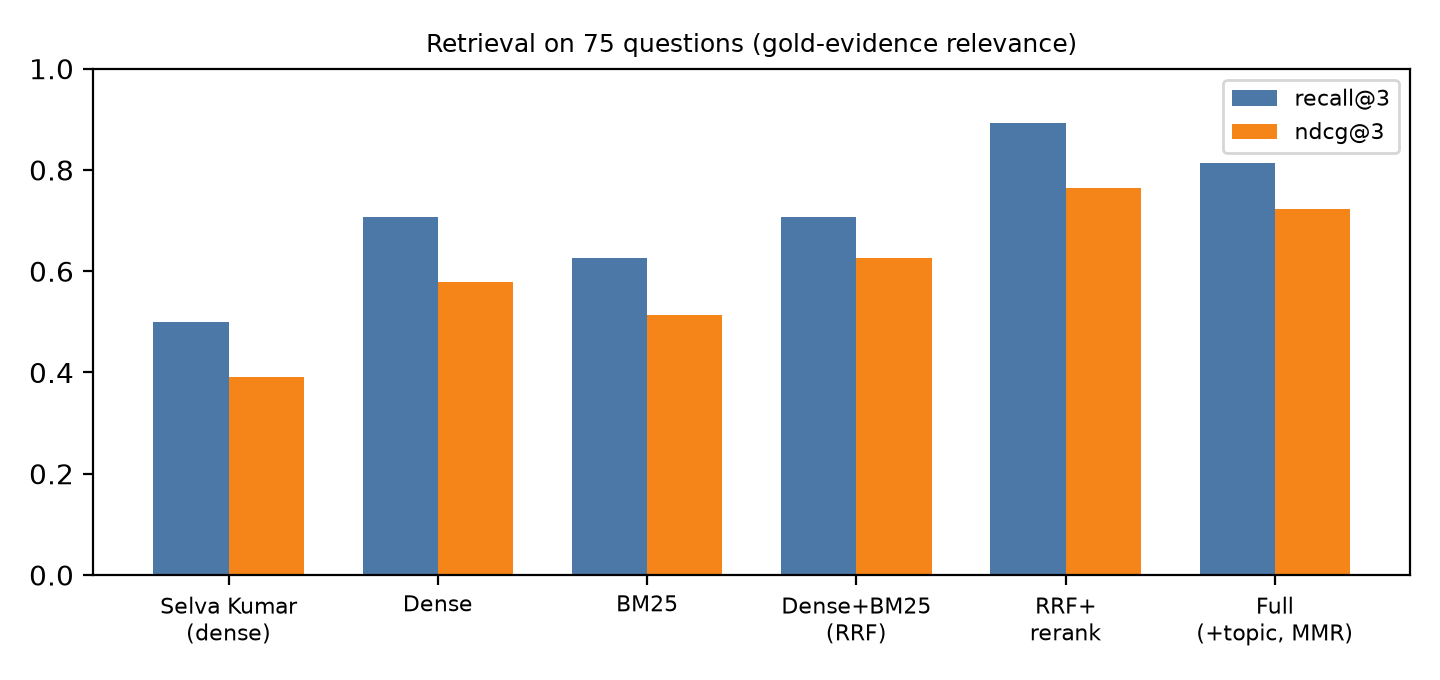 Retrieval on 75 questions (gold-evidence relevance)
1.0
0.8
0.6
0.4
0.2
0.0
recall@3
ndcg@3
Selva Kumar
(dense)
Dense
BM25
Dense+BM25
(RRF)
RRF+
rerank
Full
(+topic, MMR)